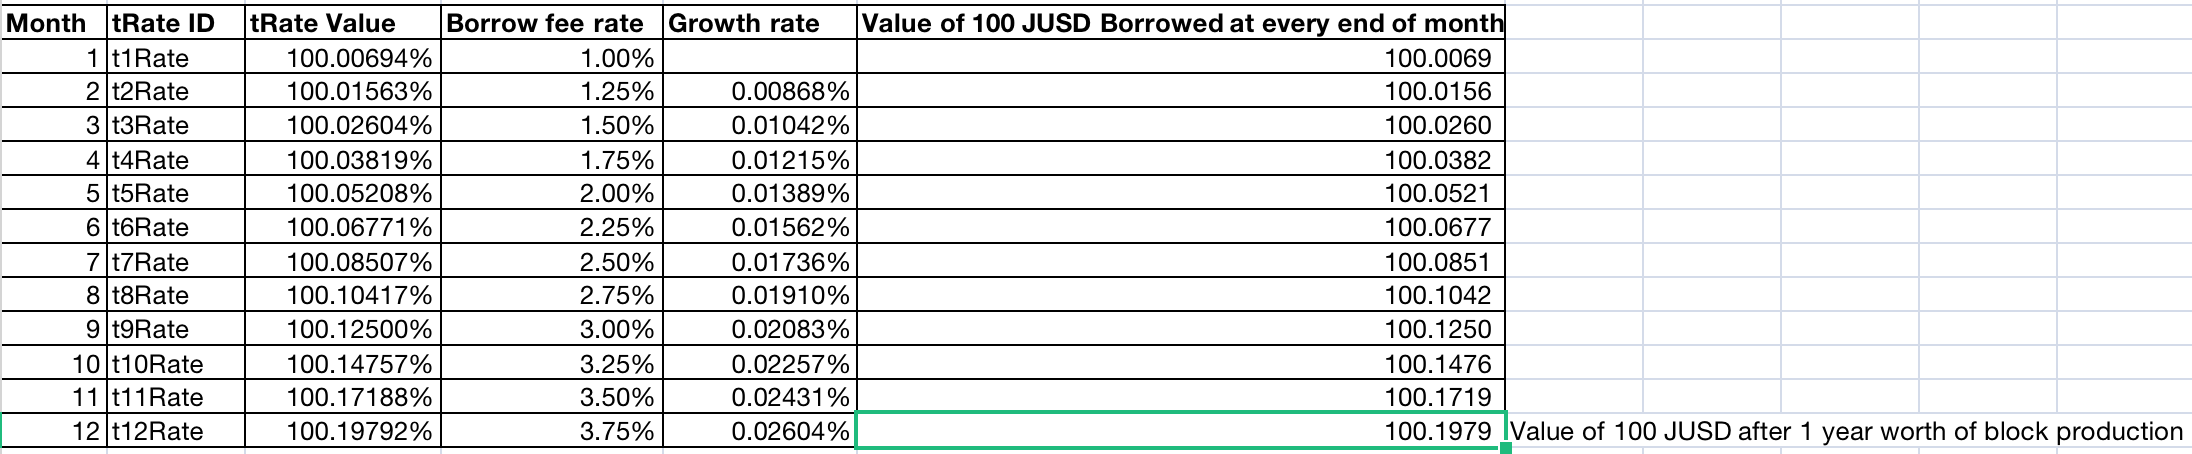 Month tRate ID tRate Value Borrow fee rate Growth rate Value of 100 JUSD Borrowed at every end of month
1 t1Rate 100.00694% 1.00% 100.0069
2 t2Rate 100.01563% 1.25% 0.00868% 100.0156
3 t3Rate 100.02604% 1.50% 0.01042% 100.0260
4 t4Rate 100.03819% 1.75% 0.01215% 100.0382
5 t5Rate 100.05208% 2.00% 0.01389% 100.0521
6 t6Rate 100.06771% 2.25% 0.01562% 100.0677
7 t7Rate 100.08507% 2.50% 0.01736% 100.0851
8 t8Rate 100.10417% 2.75% 0.01910% 100.1042
9 t9Rate 100.12500% 3.00% 0.02083% 100.1250
10 t10Rate 100.14757% 3.25% 0.02257% 100.1476
11 t11Rate 100.17188% 3.50% 0.02431% 100.1719
12 t12Rate 100.19792% 3.75% 0.02604% 100.1979 Value of 100 JUSD after 1 year worth of block production